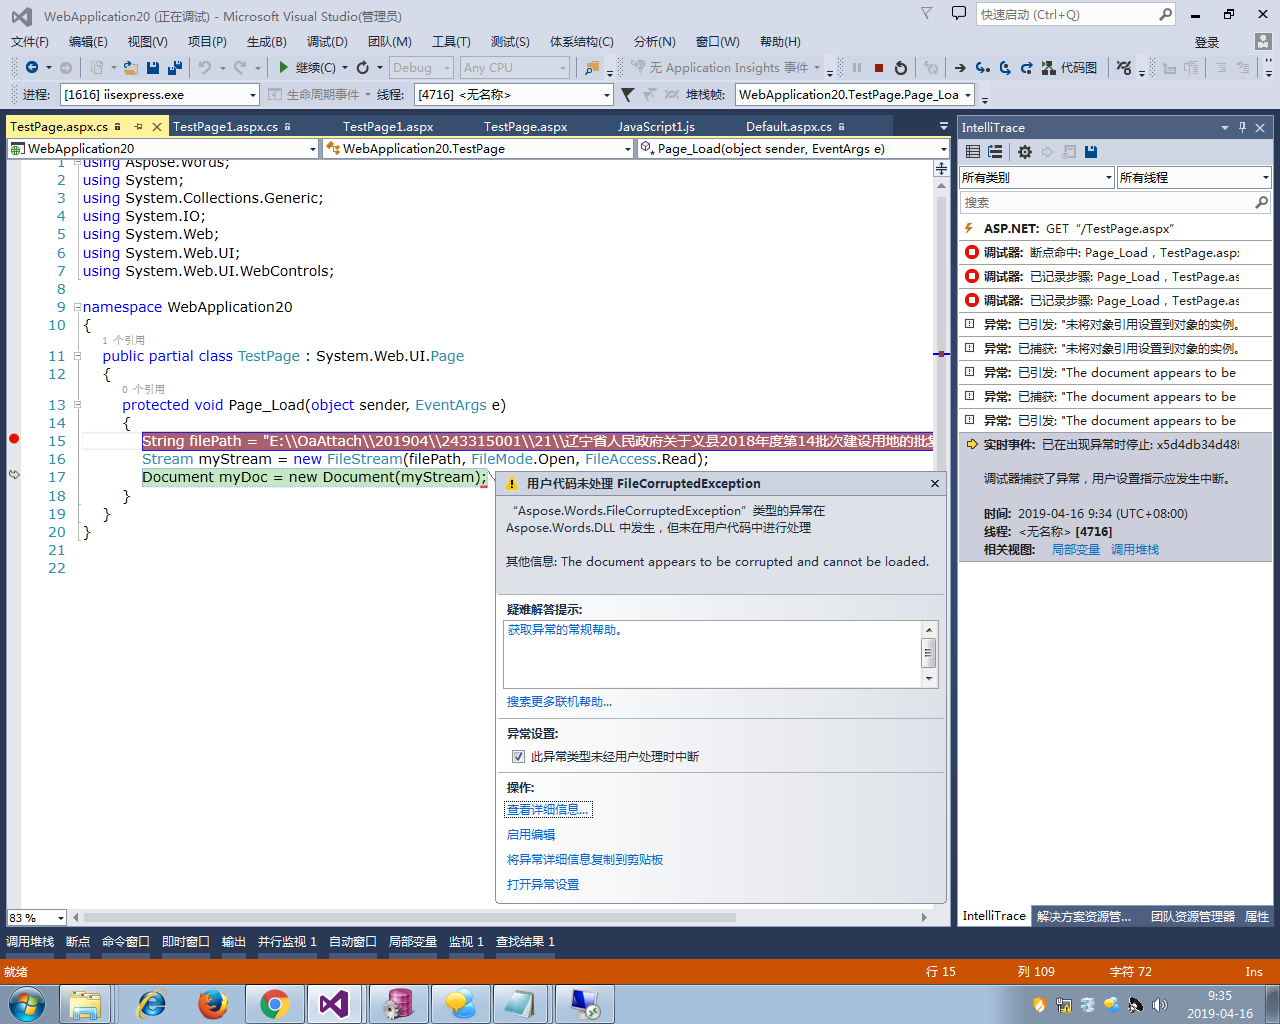 WebApplication20 (正在调试) - Microsoft Visual Studio(管理员)
快速启动 (Ctrl+Q)
文件(F) 编辑(E) 视图(V) 项目(P) 生成(B) 调试(D) 团队(M) 工具(T) 测试(S) 体系结构(C) 分析(N) 窗口(W) 帮助(H) 登录
继续(C) Debug Any CPU 无 Application Insights 事件 代码图
进程: [1616] iisexpress.exe 生命周期事件 线程: [4716] <无名称> 堆栈帧: WebApplication20.TestPage.Page_Loa
TestPage.aspx.cs TestPage1.aspx.cs TestPage1.aspx TestPage.aspx JavaScript1.js Default.aspx.cs
WebApplication20 WebApplication20.TestPage Page_Load(object sender, EventArgs e)
1 using Aspose.Words;
2 using System;
3 using System.Collections.Generic;
4 using System.IO;
5 using System.Web;
6 using System.Web.UI;
7 using System.Web.UI.WebControls;
8
9 namespace WebApplication20
10 {
1 个引用
11 public partial class TestPage : System.Web.UI.Page
12 {
0 个引用
13 protected void Page_Load(object sender, EventArgs e)
14 {
15 String filePath = "E:\\OaAttach\\201904\\243315001\\21\\辽宁省人民政府关于义县2018年度第14批次建设用地的批
16 Stream myStream = new FileStream(filePath, FileMode.Open, FileAccess.Read);
17 Document myDoc = new Document(myStream);
18 }
19 }
20 }
21
22
用户代码未处理 FileCorruptedException
“Aspose.Words.FileCorruptedException”类型的异常在
Aspose.Words.DLL 中发生，但未在用户代码中进行处理
其他信息: The document appears to be corrupted and cannot be loaded.
疑难解答提示:
获取异常的常规帮助。
搜索更多联机帮助...
异常设置:
此异常类型未经用户处理时中断
操作:
查看详细信息...
启用编辑
将异常详细信息复制到剪贴板
打开异常设置
83 %
IntelliTrace
所有类别 所有线程
搜索
ASP.NET: GET “/TestPage.aspx”
调试器: 断点命中: Page_Load，TestPage.asp
调试器: 已记录步骤: Page_Load，TestPage.as
调试器: 已记录步骤: Page_Load，TestPage.as
异常: 已引发: "未将对象引用设置到对象的实例。
异常: 已捕获: "未将对象引用设置到对象的实例。
异常: 已引发: "The document appears to be
异常: 已捕获: "The document appears to be
异常: 已引发: "The document appears to be
实时事件: 已在出现异常时停止: x5d4db34d48
调试器捕获了异常，用户设置指示应发生中断。
时间: 2019-04-16 9:34 (UTC+08:00)
线程: <无名称> [4716]
相关视图: 局部变量 调用堆栈
IntelliTrace 解决方案资源管... 团队资源管理器 属性
调用堆栈 断点 命令窗口 即时窗口 输出 并行监视 1 自动窗口 局部变量 监视 1 查找结果 1
就绪 行 15 列 109 字符 72 Ins
9:35
2019-04-16